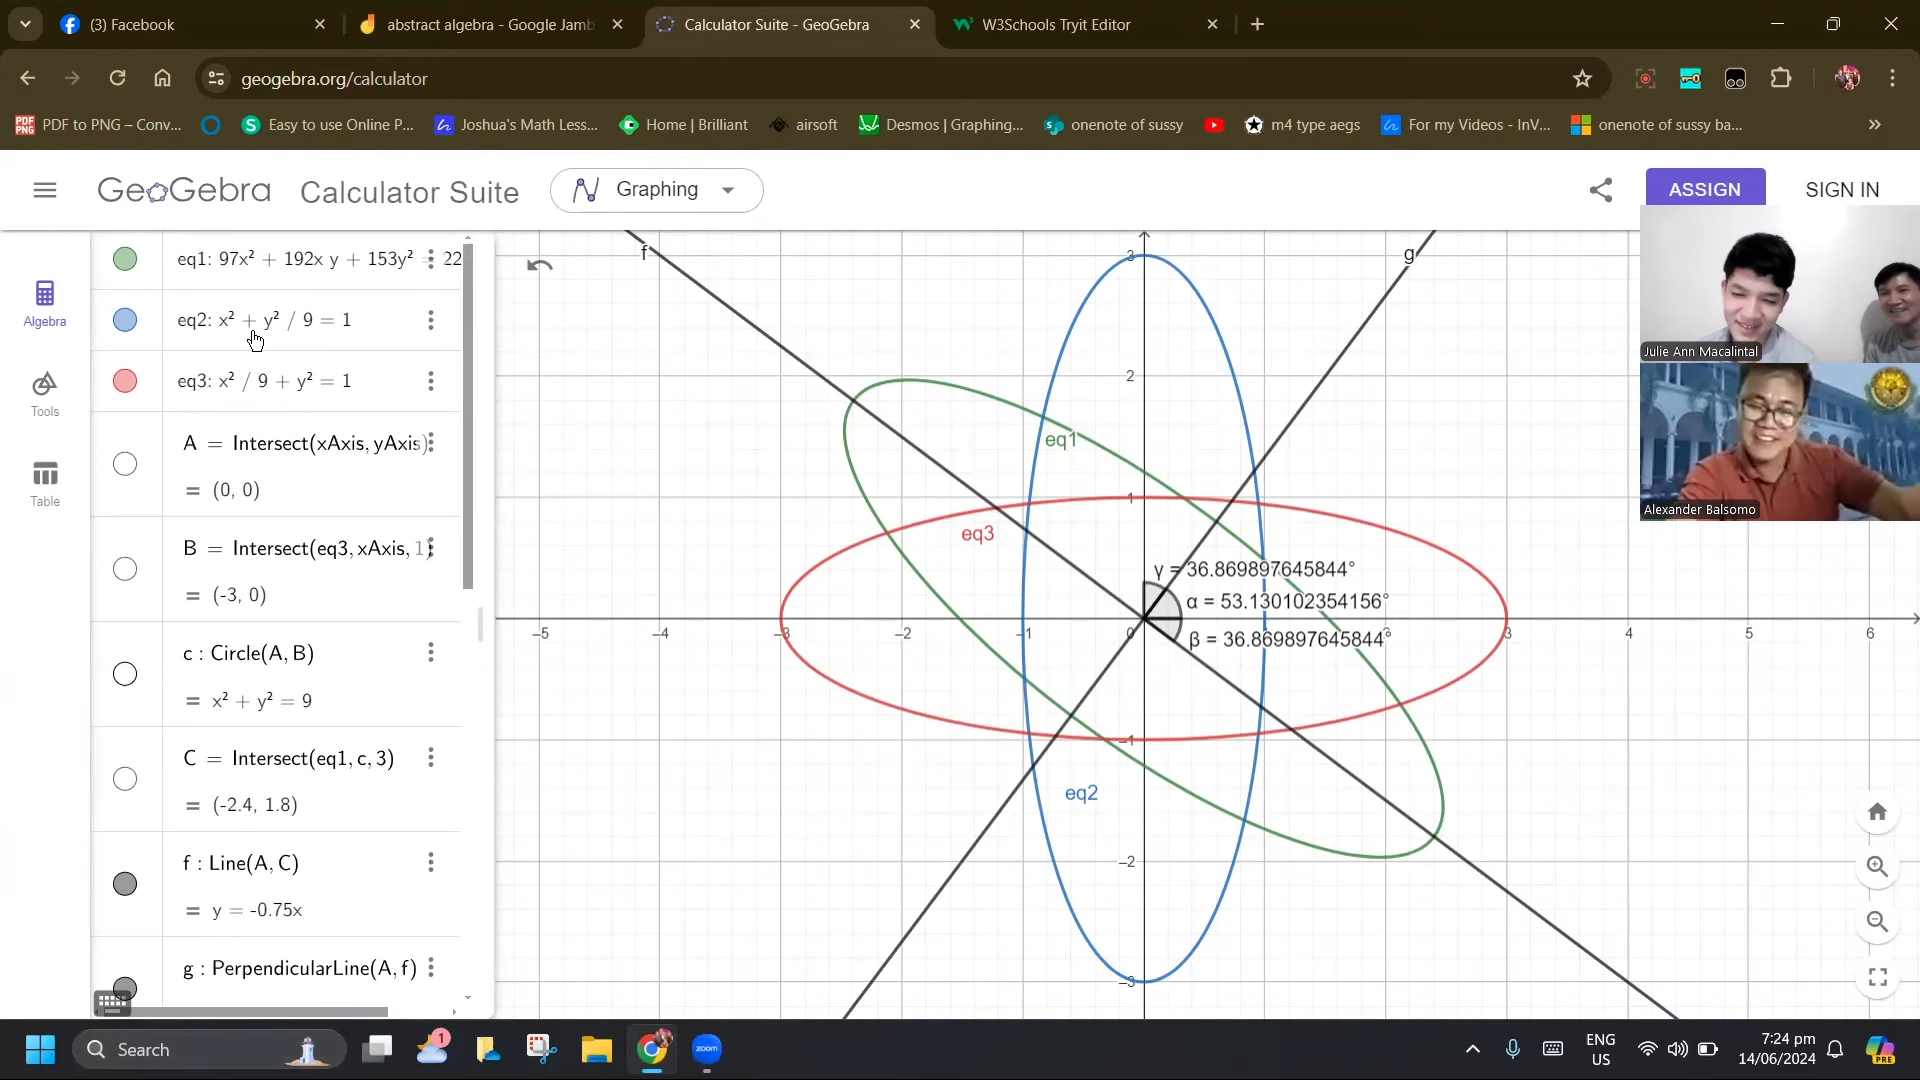 (3) Facebook
abstract algebra - Google Jamb
Calculator Suite - GeoGebra
W3Schools Tryit Editor
geogebra.org/calculator
PDF to PNG – Conv...
Easy to use Online P...
Joshua's Math Less...
Home | Brilliant
airsoft
Desmos | Graphing...
onenote of sussy
m4 type aegs
For my Videos - InV...
onenote of sussy ba...
GeoGebra
Calculator Suite
Graphing
ASSIGN
SIGN IN
Algebra
Tools
Table
eq1: 97x² + 192x y + 153y² = 22
eq2: x² + y² / 9 = 1
eq3: x² / 9 + y² = 1
A = Intersect(xAxis, yAxis)
= (0, 0)
B = Intersect(eq3, xAxis, 1)
= (-3, 0)
c : Circle(A, B)
= x² + y² = 9
C = Intersect(eq1, c, 3)
= (-2.4, 1.8)
f : Line(A, C)
= y = -0.75x
g : PerpendicularLine(A, f)
f
g
3
2
eq1
1
eq3
γ = 36.869897645844°
α = 53.130102354156°
β = 36.869897645844°
-5 -4 -3 -2 -1 0 3 4 5 6
-1
eq2
-2
-3
Julie Ann Macalintal
Alexander Balsomo
Search
1
zoom
ENG
US
7:24 pm
14/06/2024
PRE